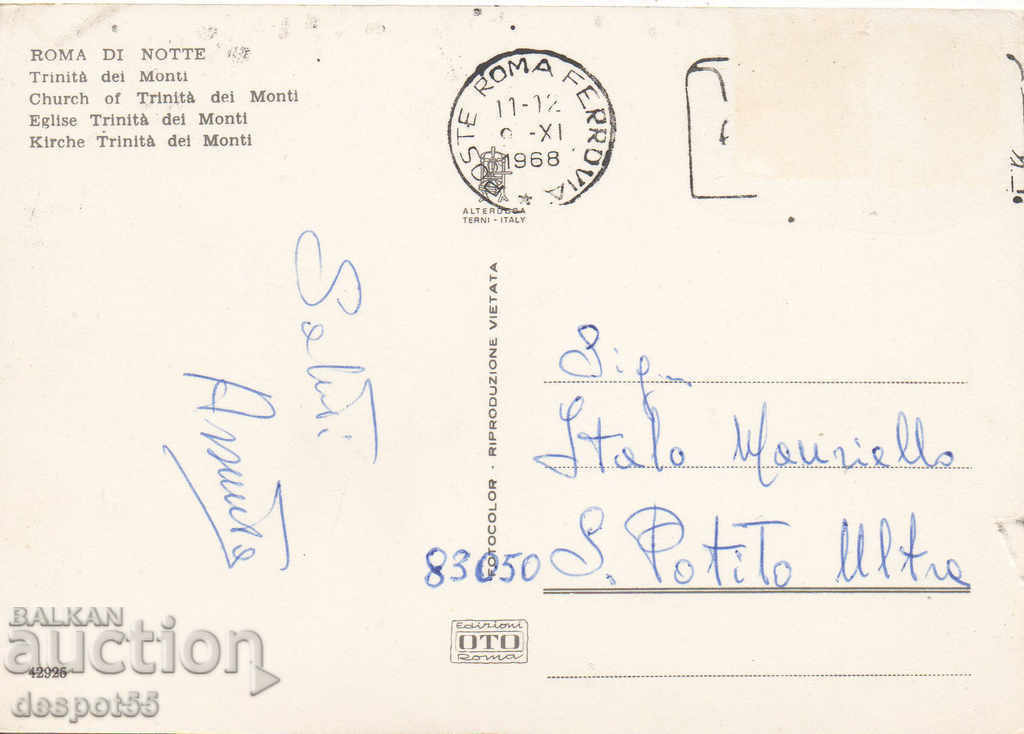 ROMA DI NOTTE
Trinità dei Monti
Church of Trinità dei Monti
Eglise Trinità dei Monti
Kirche Trinità dei Monti
POSTE ROMA FERROVIA
11-12
-XI
1968
ALTEROCCA
TERNI - ITALY
Saluti
Assunta
FOTOCOLOR - RIPRODUZIONE VIETATA
Sig.
Italo Mauriello
83050 S. Potito Ultra
Edizioni
OTO
Roma
42926
BALKAN
auction
despot55